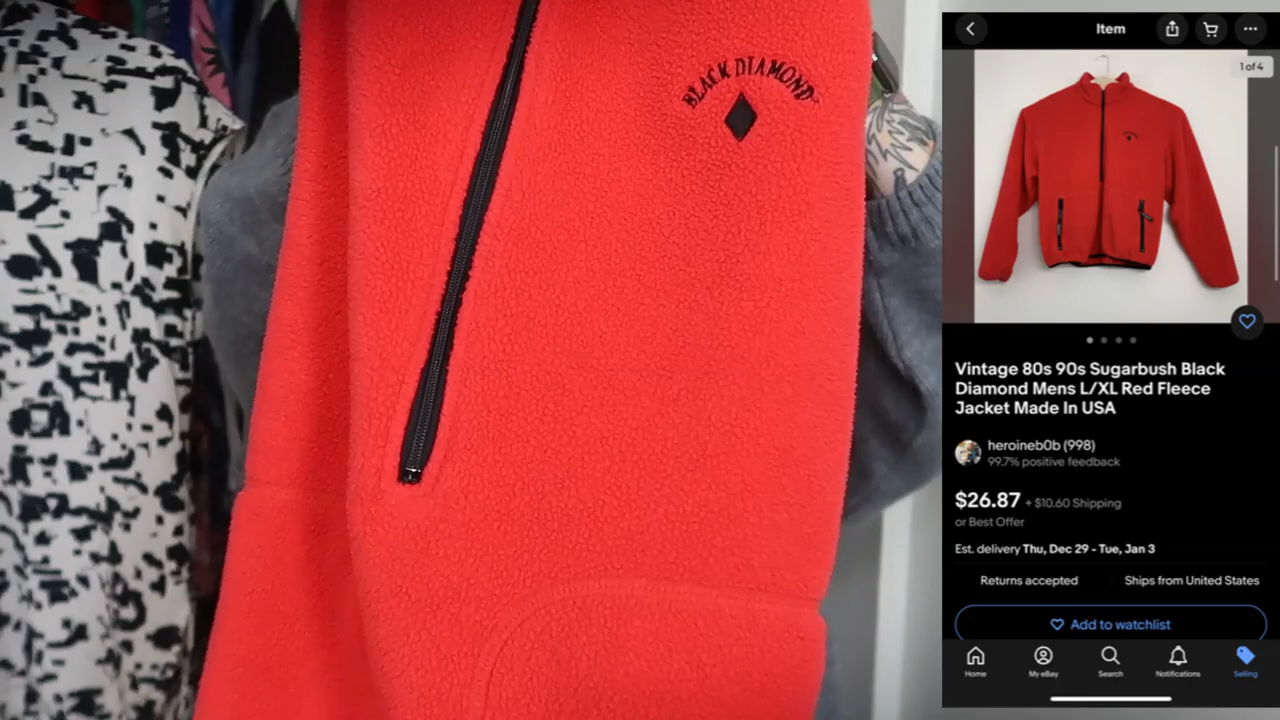 BLACK DIAMOND
Item
1 of 4
Vintage 80s 90s Sugarbush Black
Diamond Mens L/XL Red Fleece
Jacket Made In USA
heroineb0b (998)
99.7% positive feedback
$26.87 + $10.60 Shipping
or Best Offer
Est. delivery Thu, Dec 29 - Tue, Jan 3
Returns accepted Ships from United States
Add to watchlist
Home My eBay Search Notifications Selling